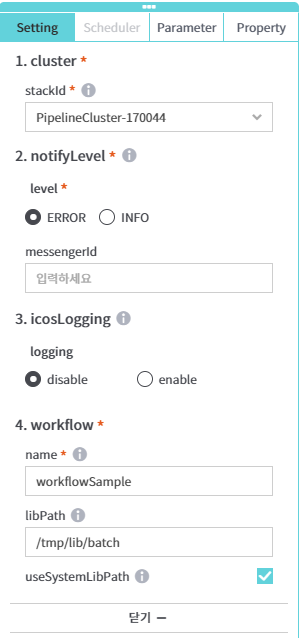 Setting Scheduler Parameter Property
1. cluster *
stackId *
PipelineCluster-170044
2. notifyLevel *
level *
ERROR INFO
messengerId
입력하세요
3. icosLogging
logging
disable enable
4. workflow *
name *
workflowSample
libPath
/tmp/lib/batch
useSystemLibPath
닫기